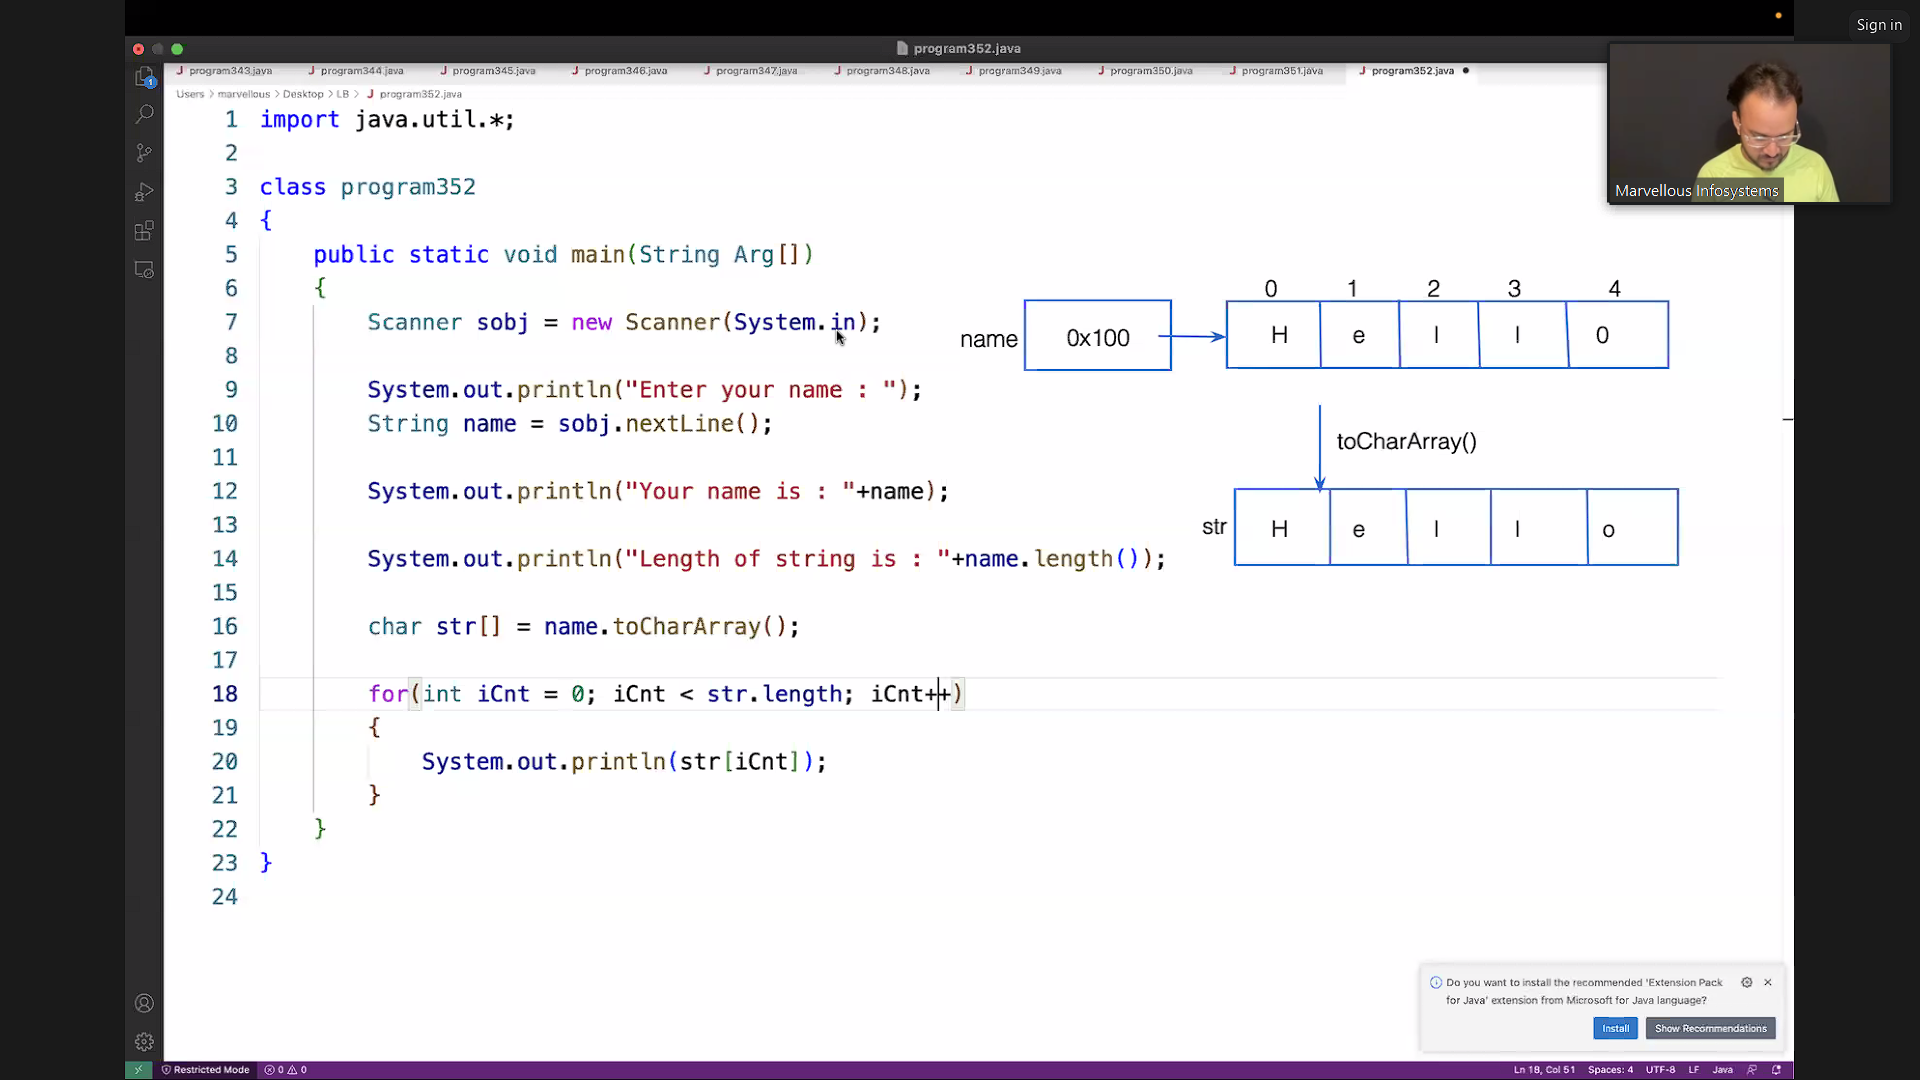 Sign in
program352.java
program343.java program344.java program345.java program346.java program347.java program348.java program349.java program350.java program351.java program352.java
Users > marvellous > Desktop > LB > program352.java
1 import java.util.*;
2
3 class program352
4 {
5 public static void main(String Arg[])
6 {
7 Scanner sobj = new Scanner(System.in);
8
9 System.out.println("Enter your name : ");
10 String name = sobj.nextLine();
11
12 System.out.println("Your name is : "+name);
13
14 System.out.println("Length of string is : "+name.length());
15
16 char str[] = name.toCharArray();
17
18 for(int iCnt = 0; iCnt < str.length; iCnt++)
19 {
20 System.out.println(str[iCnt]);
21 }
22 }
23 }
24
Marvellous Infosystems
0 1 2 3 4
name 0x100 H e l l 0
toCharArray()
str H e l l o
Do you want to install the recommended 'Extension Pack
for Java' extension from Microsoft for Java language?
Install Show Recommendations
1
Restricted Mode 0 0 Ln 18, Col 51 Spaces: 4 UTF-8 LF Java